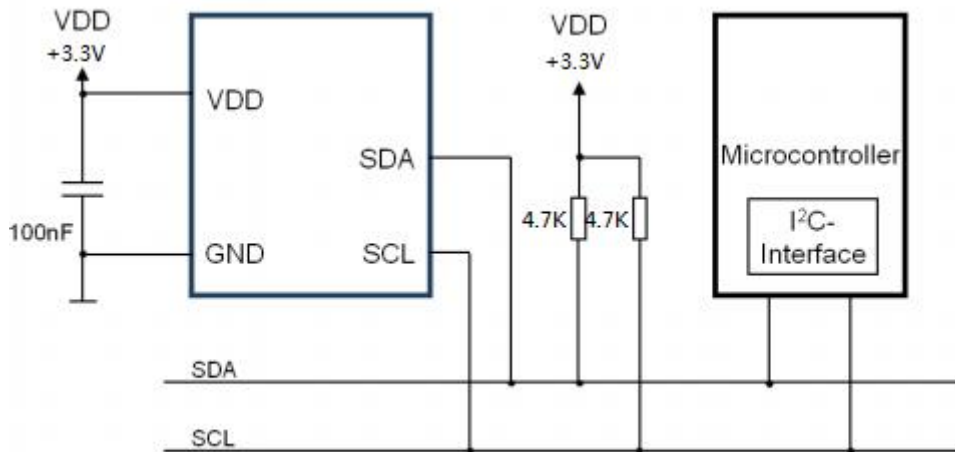 VDD
+3.3V
VDD
SDA
100nF
GND
SCL
VDD
+3.3V
4.7K
4.7K
Microcontroller
I²C-
Interface
SDA
SCL